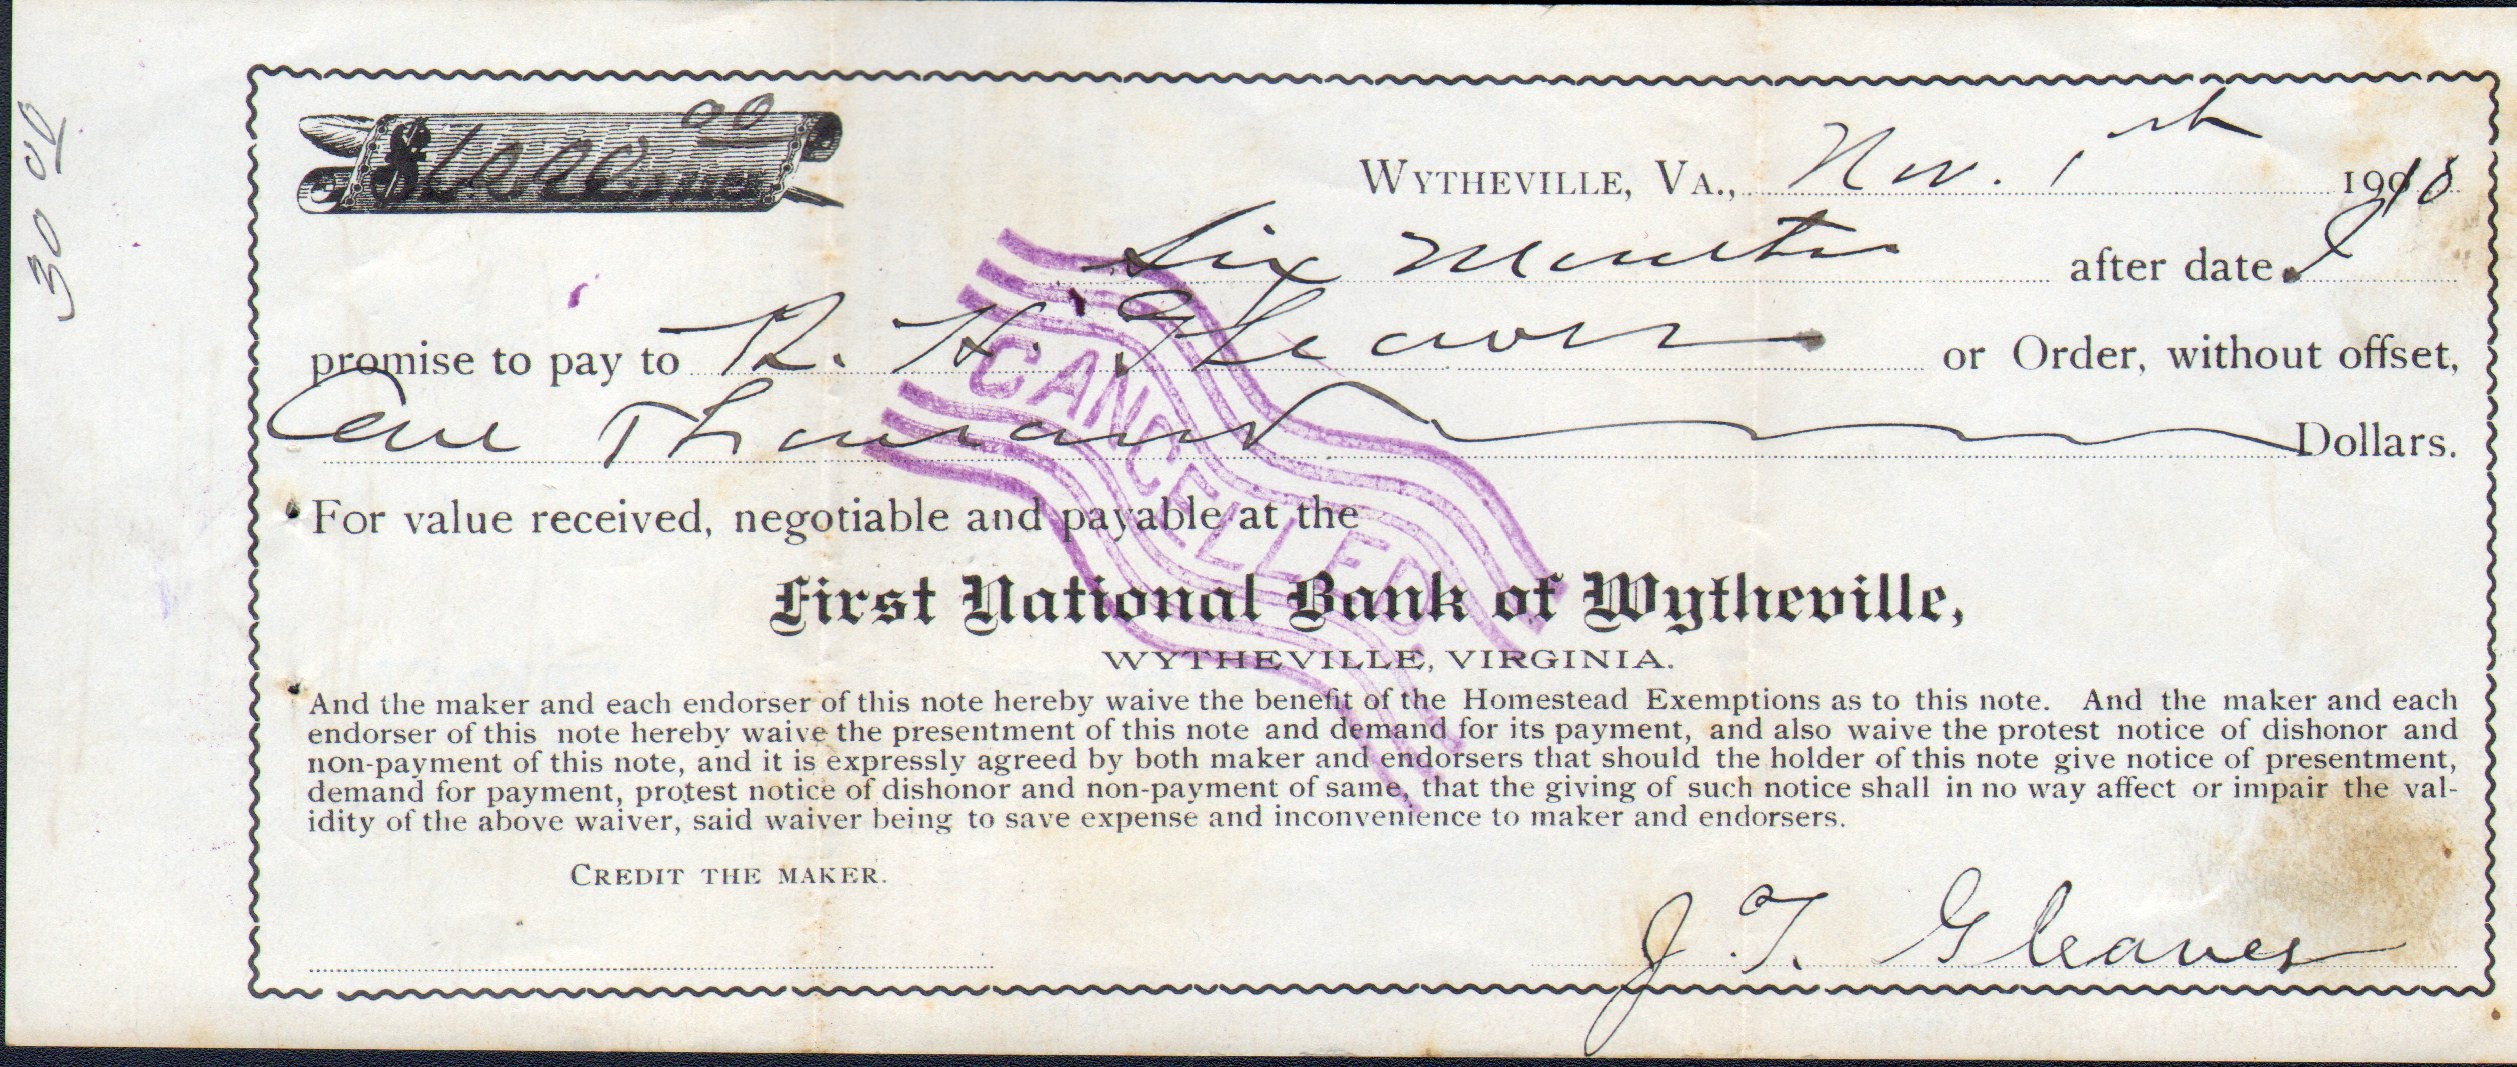 $1000 00
Wytheville, Va., Nov. 1st 1910
Six Months after date I
promise to pay to R. H. Gleaves or Order, without offset,
One Thousand Dollars.
For value received, negotiable and payable at the
First National Bank of Wytheville,
WYTHEVILLE, VIRGINIA.
And the maker and each endorser of this note hereby waive the benefit of the Homestead Exemptions as to this note. And the maker and each
endorser of this note hereby waive the presentment of this note and demand for its payment, and also waive the protest notice of dishonor and
non-payment of this note, and it is expressly agreed by both maker and endorsers that should the holder of this note give notice of presentment,
demand for payment, protest notice of dishonor and non-payment of same, that the giving of such notice shall in no way affect or impair the val-
idity of the above waiver, said waiver being to save expense and inconvenience to maker and endorsers.
Credit the maker.
J. T. Gleaves
CANCELLED
30 00